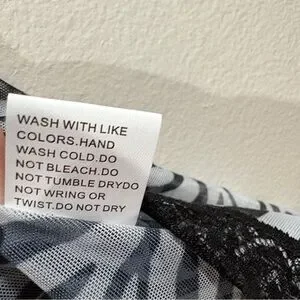 WASH WITH LIKE
COLORS.HAND
WASH COLD.DO
NOT BLEACH.DO
NOT TUMBLE DRYDO
NOT WRING OR
TWIST.DO NOT DRY